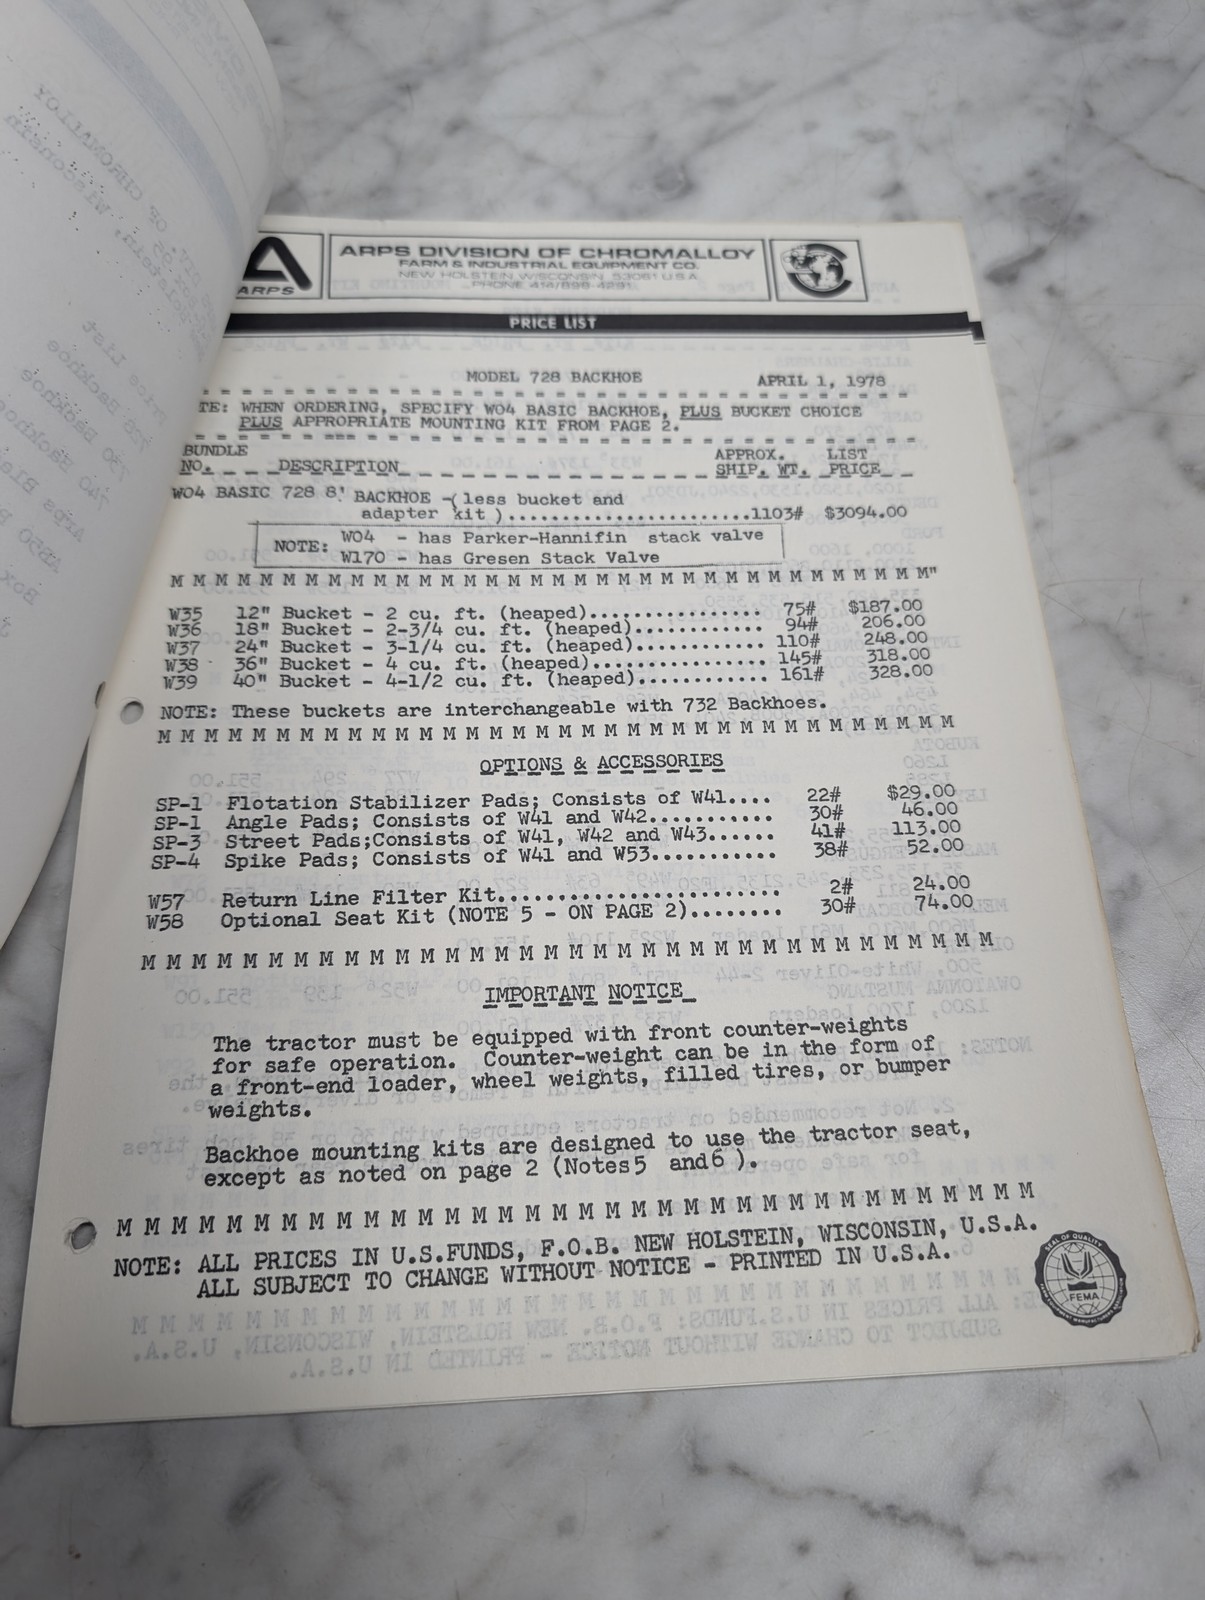 ARPS
ARPS DIVISION OF CHROMALLOY
FARM & INDUSTRIAL EQUIPMENT CO.
NEW HOLSTEIN, WISCONSIN 53061 U.S.A.
PHONE 414/898-4291
PRICE LIST
MODEL 728 BACKHOE APRIL 1, 1978
TE: WHEN ORDERING, SPECIFY WO4 BASIC BACKHOE, PLUS BUCKET CHOICE
PLUS APPROPRIATE MOUNTING KIT FROM PAGE 2.
BUNDLE APPROX. LIST
NO. DESCRIPTION SHIP. WT. PRICE
WO4 BASIC 728 8' BACKHOE -(less bucket and
adapter kit)......................1103# $3094.00
NOTE: WO4 - has Parker-Hannifin stack valve
W170 - has Gresen Stack Valve
M M M M M M M M M M M M M M M M M M M M M M M M M M M M M M M M M M"
W35 12" Bucket - 2 cu. ft. (heaped)................ 75# $187.00
W36 18" Bucket - 2-3/4 cu. ft. (heaped)............ 94# 206.00
W37 24" Bucket - 3-1/4 cu. ft. (heaped)............ 110# 248.00
W38 36" Bucket - 4 cu. ft. (heaped)................ 145# 318.00
W39 40" Bucket - 4-1/2 cu. ft. (heaped)............ 161# 328.00
NOTE: These buckets are interchangeable with 732 Backhoes.
M M M M M M M M M M M M M M M M M M M M M M M M M M M M M M M M M M
OPTIONS & ACCESSORIES
SP-1 Flotation Stabilizer Pads; Consists of W41.... 22# $29.00
SP-1 Angle Pads; Consists of W41 and W42........... 30# 46.00
SP-3 Street Pads;Consists of W41, W42 and W43...... 41# 113.00
SP-4 Spike Pads; Consists of W41 and W53........... 38# 52.00
W57 Return Line Filter Kit........................ 2# 24.00
W58 Optional Seat Kit (NOTE 5 - ON PAGE 2)........ 30# 74.00
M M M M M M M M M M M M M M M M M M M M M M M M M M M M M M M M M M
IMPORTANT NOTICE
The tractor must be equipped with front counter-weights
for safe operation. Counter-weight can be in the form of
a front-end loader, wheel weights, filled tires, or bumper
weights.
Backhoe mounting kits are designed to use the tractor seat,
except as noted on page 2 (Notes 5 and 6 ).
M M M M M M M M M M M M M M M M M M M M M M M M M M M M M M M M M M
NOTE: ALL PRICES IN U.S.FUNDS, F.O.B. NEW HOLSTEIN, WISCONSIN, U.S.A.
ALL SUBJECT TO CHANGE WITHOUT NOTICE - PRINTED IN U.S.A.
SEAL OF QUALITY
FEMA